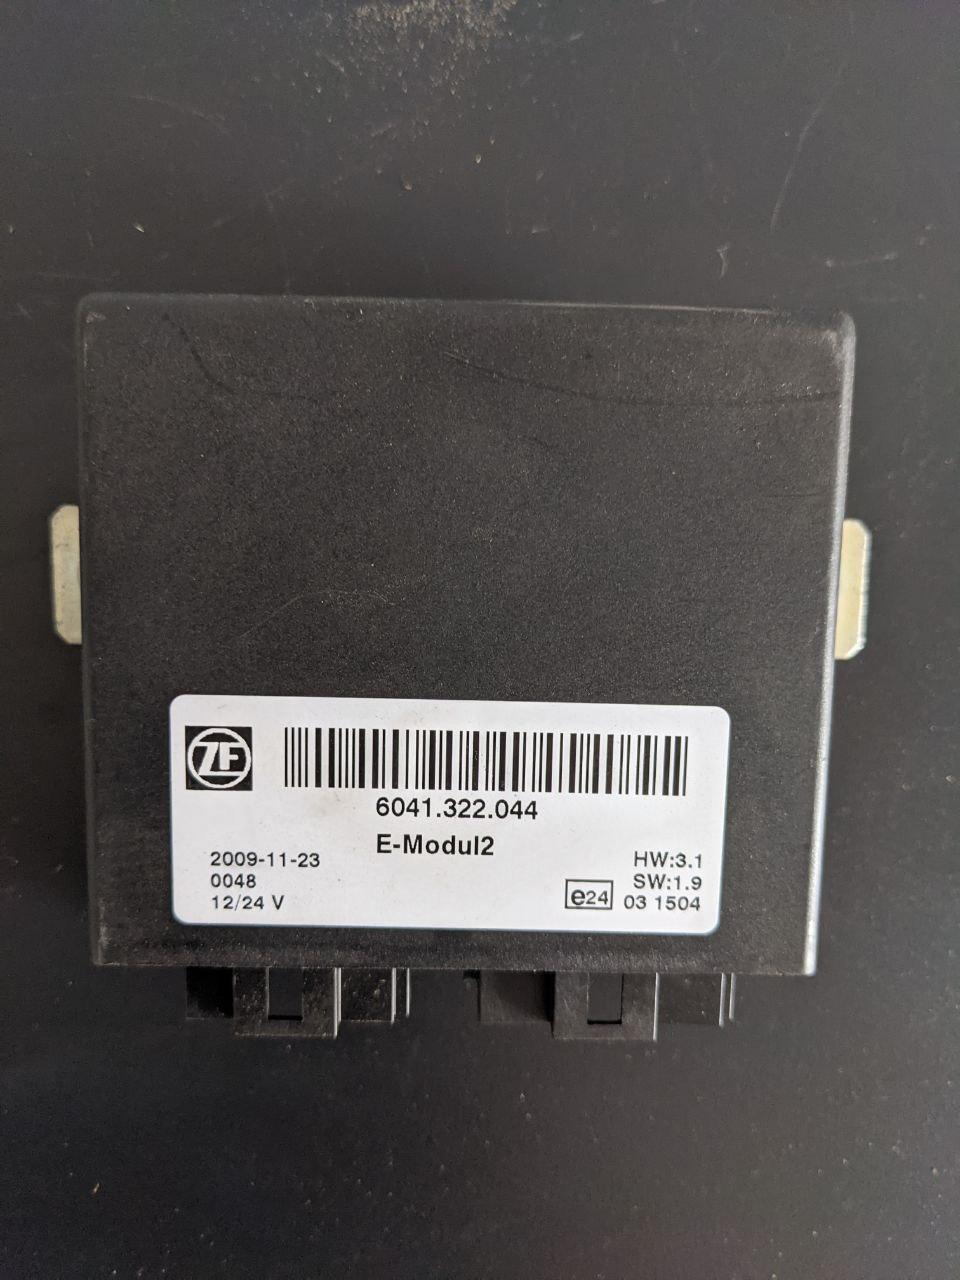 ZF
6041.322.044
E-Modul2
2009-11-23
0048
12/24 V
HW:3.1
SW:1.9
e24 03 1504